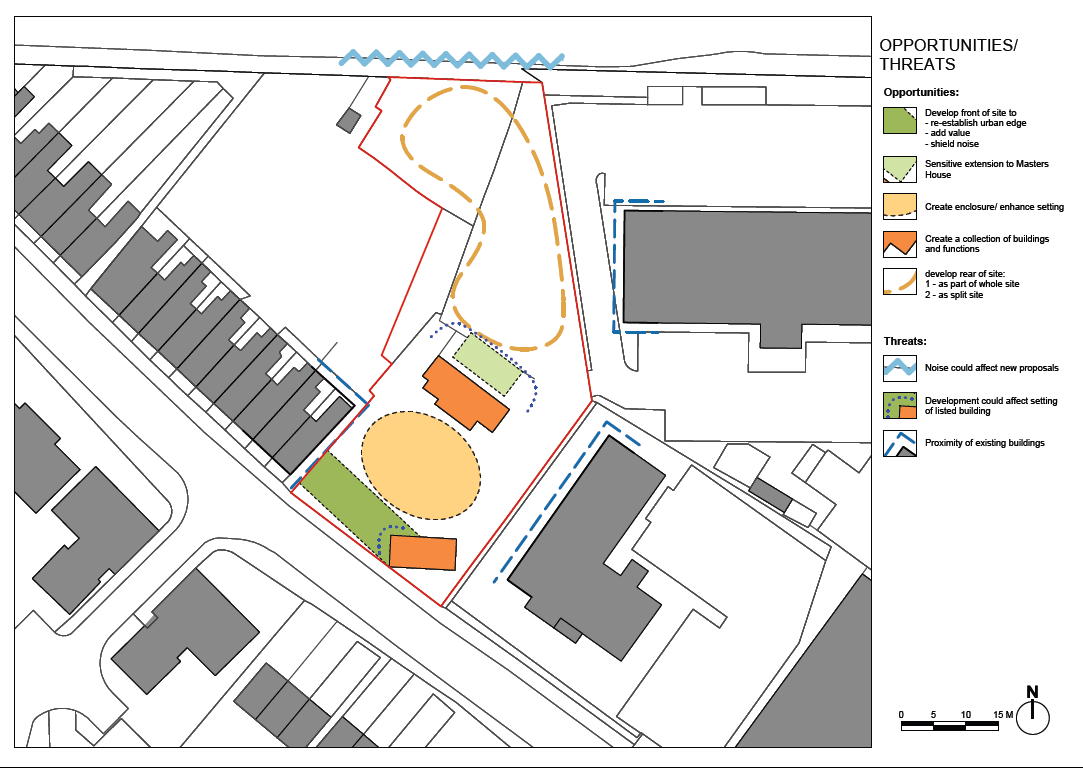 OPPORTUNITIES/
THREATS
Opportunities:
Develop front of site to
- re-establish urban edge
- add value
- shield noise
Sensitive extension to Masters
House
Create enclosure/ enhance setting
Create a collection of buildings
and functions
develop rear of site:
1 - as part of whole site
2 - as split site
Threats:
Noise could affect new proposals
Development could affect setting
of listed building
Proximity of existing buildings
N
0 5 10 15 M